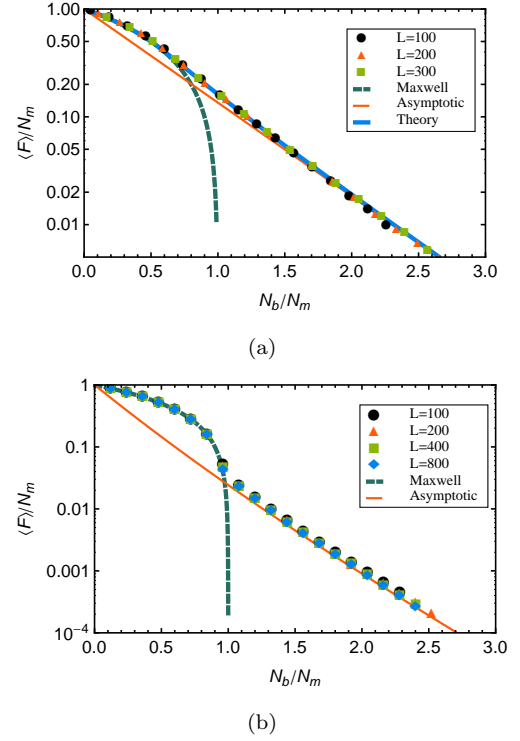 1.00
0.50
0.20
0.10
0.05
0.02
0.01
⟨F⟩/N_m
L=100
L=200
L=300
Maxwell
Asymptotic
Theory
0.0 0.5 1.0 1.5 2.0 2.5 3.0
N_b/N_m
(a)
1
0.1
0.01
0.001
10^-4
⟨F⟩/N_m
L=100
L=200
L=400
L=800
Maxwell
Asymptotic
0.0 0.5 1.0 1.5 2.0 2.5 3.0
N_b/N_m
(b)